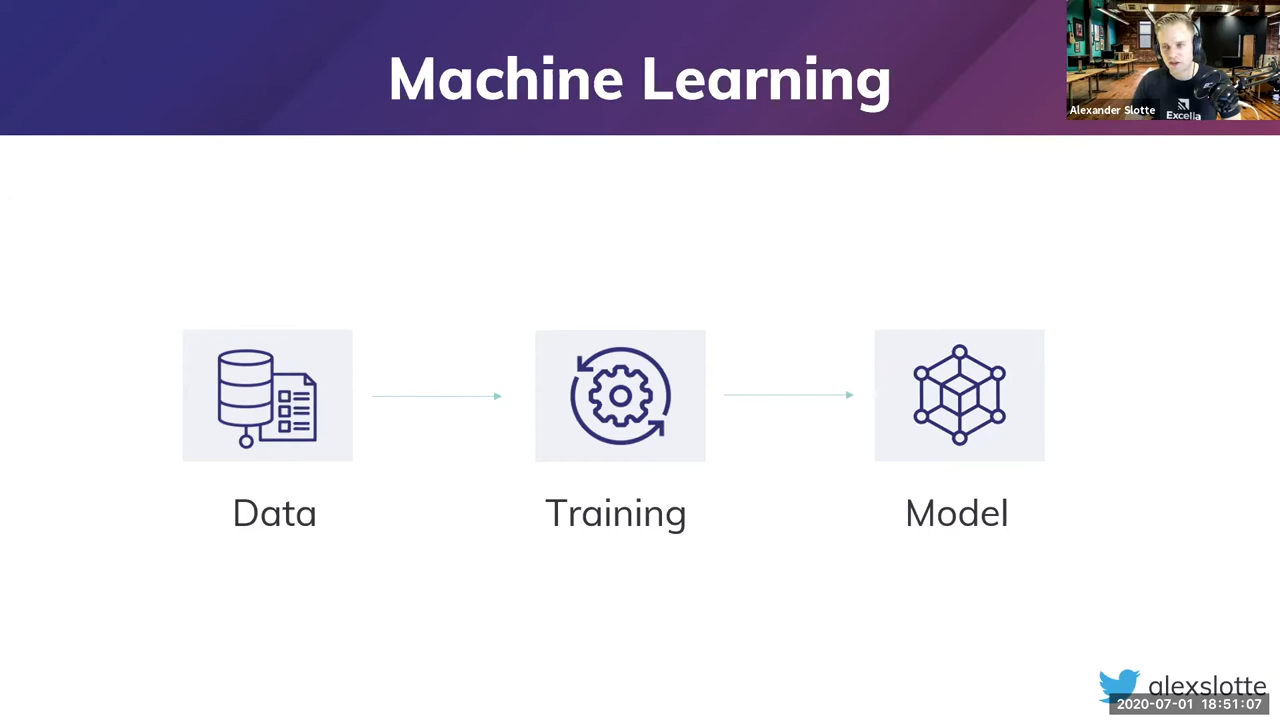 Machine Learning
Alexander Slotte
Excella
Data
Training
Model
alexslotte
2020-07-01 18:51:07